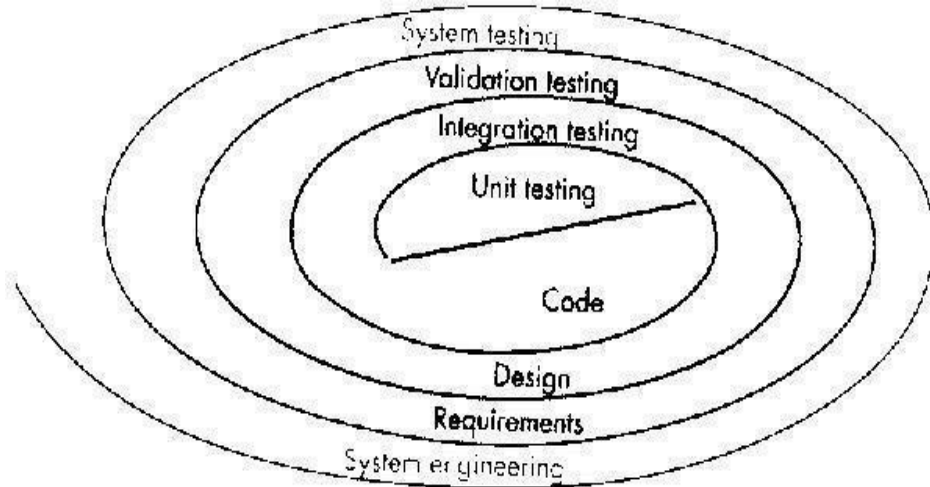 System testing
Validation testing
Integration testing
Unit testing
Code
Design
Requirements
System engineering